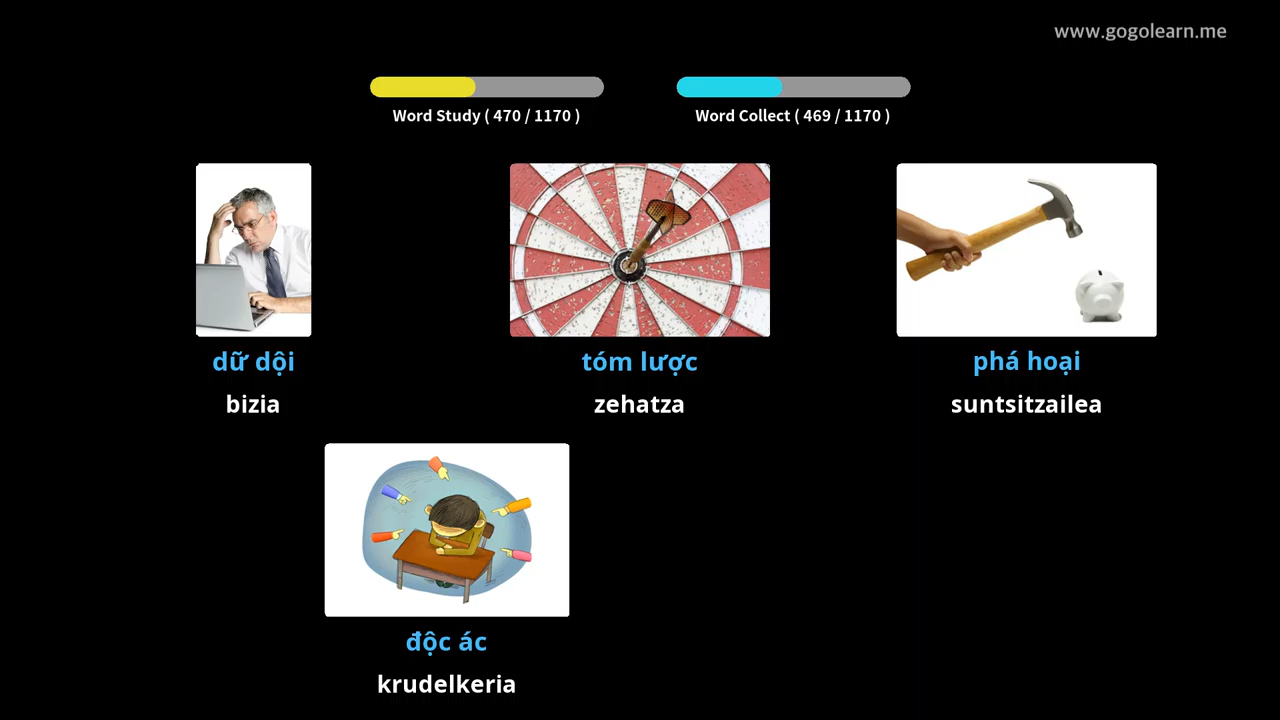 www.gogolearn.me
Word Study ( 470 / 1170 )
Word Collect ( 469 / 1170 )
dữ dội
tóm lược
phá hoại
bizia
zehatza
suntsitzailea
độc ác
krudelkeria